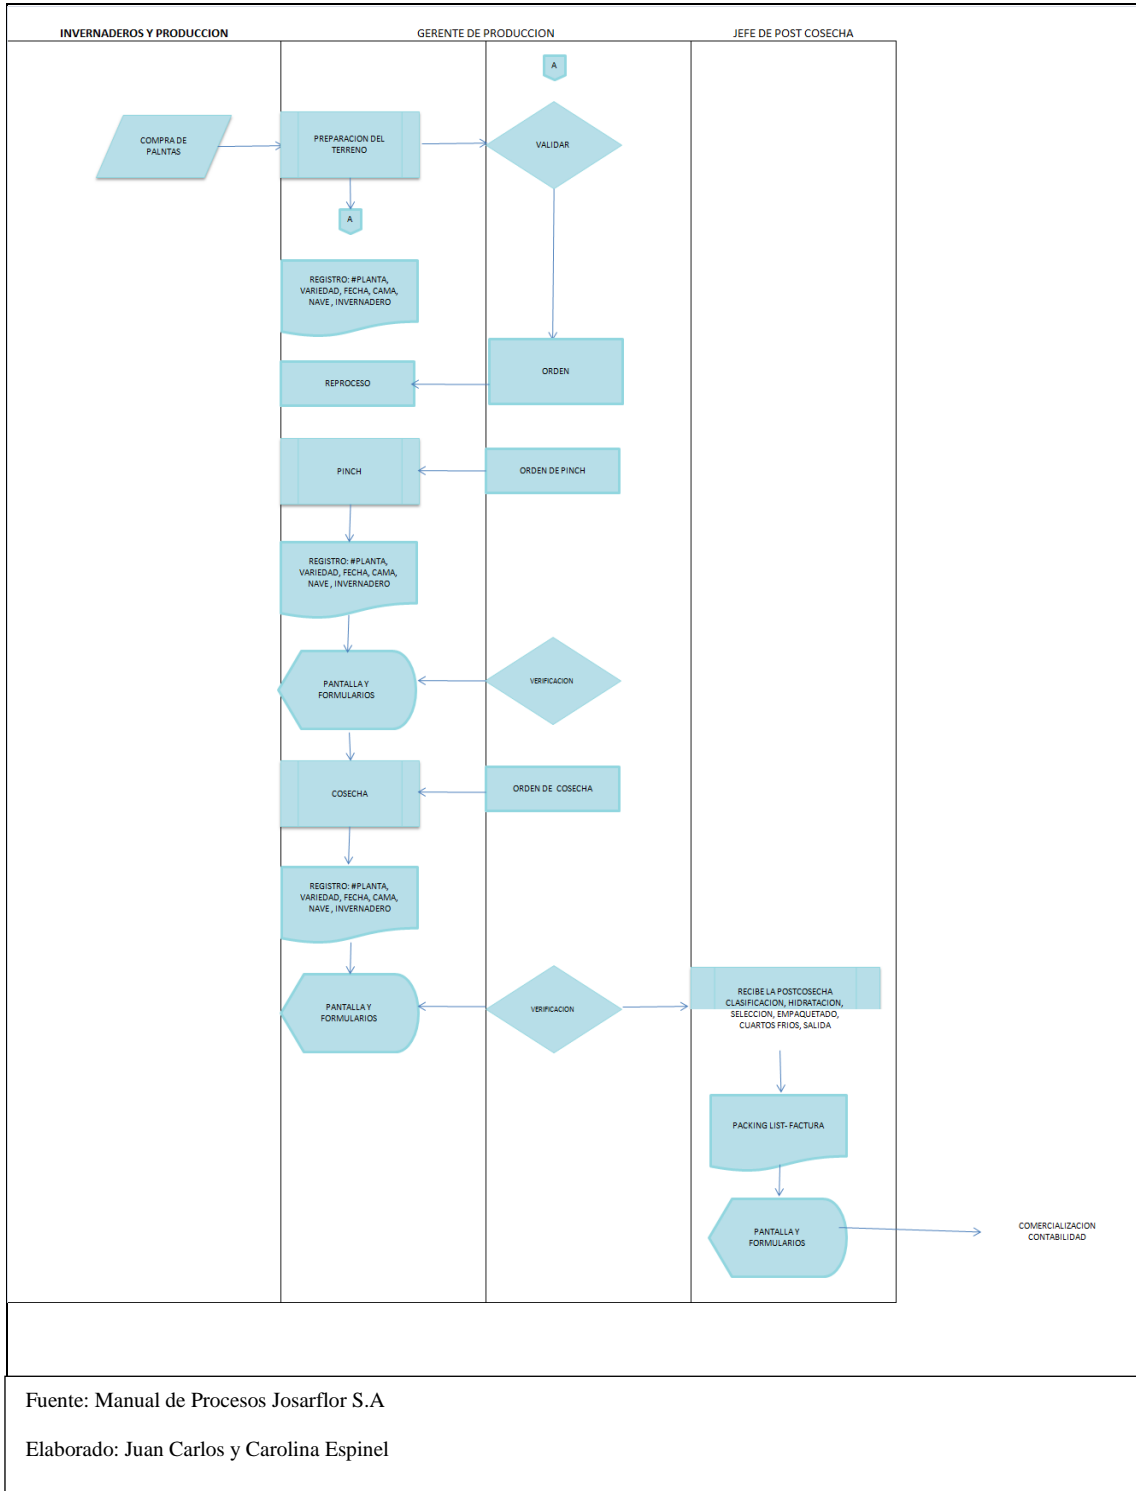 INVERNADEROS Y PRODUCCION
GERENTE DE PRODUCCION
JEFE DE POST COSECHA
A
COMPRA DE
PALNTAS
PREPARACION DEL
TERRENO
VALIDAR
A
REGISTRO: #PLANTA,
VARIEDAD, FECHA, CAMA,
NAVE , INVERNADERO
ORDEN
REPROCESO
PINCH
ORDEN DE PINCH
REGISTRO: #PLANTA,
VARIEDAD, FECHA, CAMA,
NAVE , INVERNADERO
PANTALLA Y
FORMULARIOS
VERIFICACION
COSECHA
ORDEN DE COSECHA
REGISTRO: #PLANTA,
VARIEDAD, FECHA, CAMA,
NAVE , INVERNADERO
PANTALLA Y
FORMULARIOS
VERIFICACION
RECIBE LA POSTCOSECHA
CLASIFICACION, HIDRATACION,
SELECCION, EMPAQUETADO,
CUARTOS FRIOS, SALIDA
PACKING LIST- FACTURA
PANTALLA Y
FORMULARIOS
COMERCIALIZACION
CONTABILIDAD
Fuente: Manual de Procesos Josarflor S.A
Elaborado: Juan Carlos y Carolina Espinel